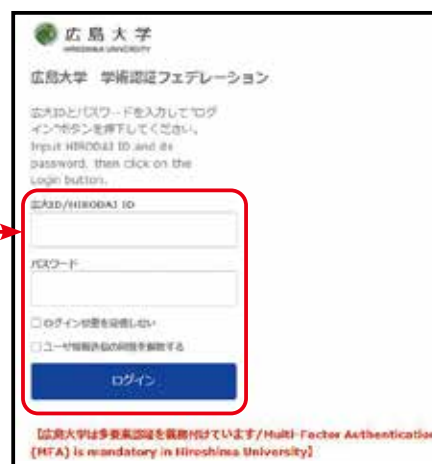 広島大学
HIROSHIMA UNIVERSITY
広島大学 学術認証フェデレーション
広大IDとパスワードを入力して"ログ
イン"ボタンを押下してください。
Input HIRODAI ID and its
password, then click on the
Login button.
広大ID/HIRODAI ID
パスワード
ログイン状態を記憶しない
ユーザ情報送信の同意を解除する
ログイン
【広島大学は多要素認証を義務付けています/Multi-Factor Authentication
(MFA) is mandatory in Hiroshima University】